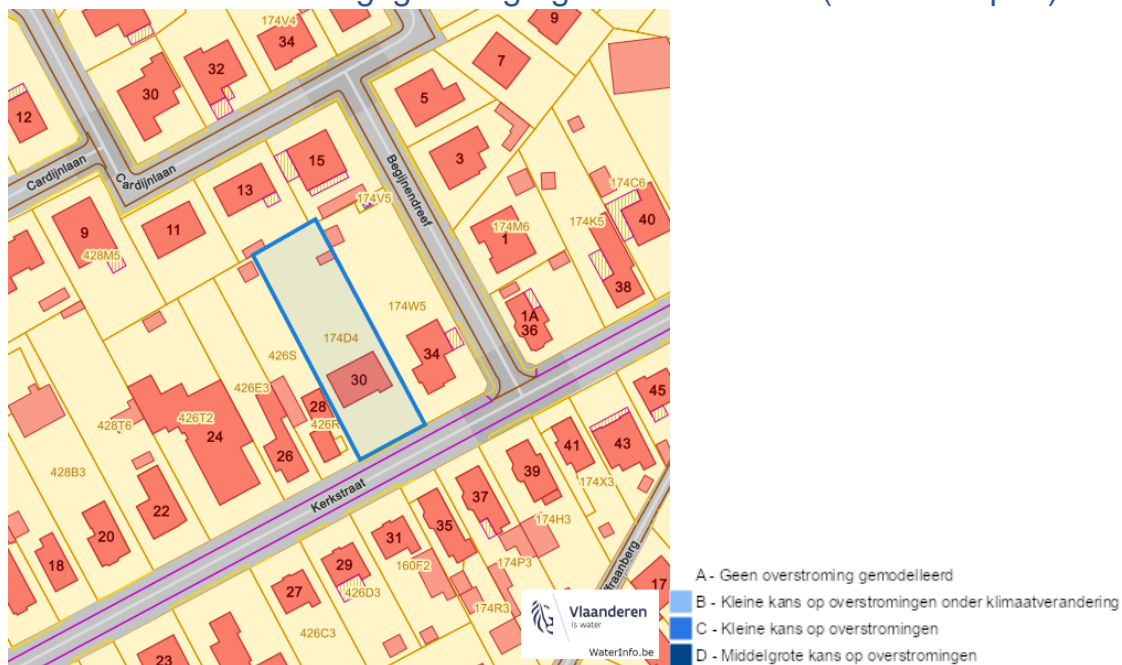 174V4
9
34
7
32
30
5
12
Cardijnlaan
Cardijnlaan
15
3
Begijnendreef
13
174V5
174C6
9
11
174M6
174K5
40
428M5
1
38
174W5
1A
36
174D4
34
426S
30
426E3
28
45
428T6
426T2
426R
24
41
43
26
428B3
39
174X3
Kerkstraat
37
22
20
35
174H3
18
31
29
160F2
174P3
ffraanberg
17
27
426D3
174R3
426C3
23
Vlaanderen
is water
WaterInfo.be
A - Geen overstroming gemodelleerd
B - Kleine kans op overstromingen onder klimaatverandering
C - Kleine kans op overstromingen
D - Middelgrote kans op overstromingen